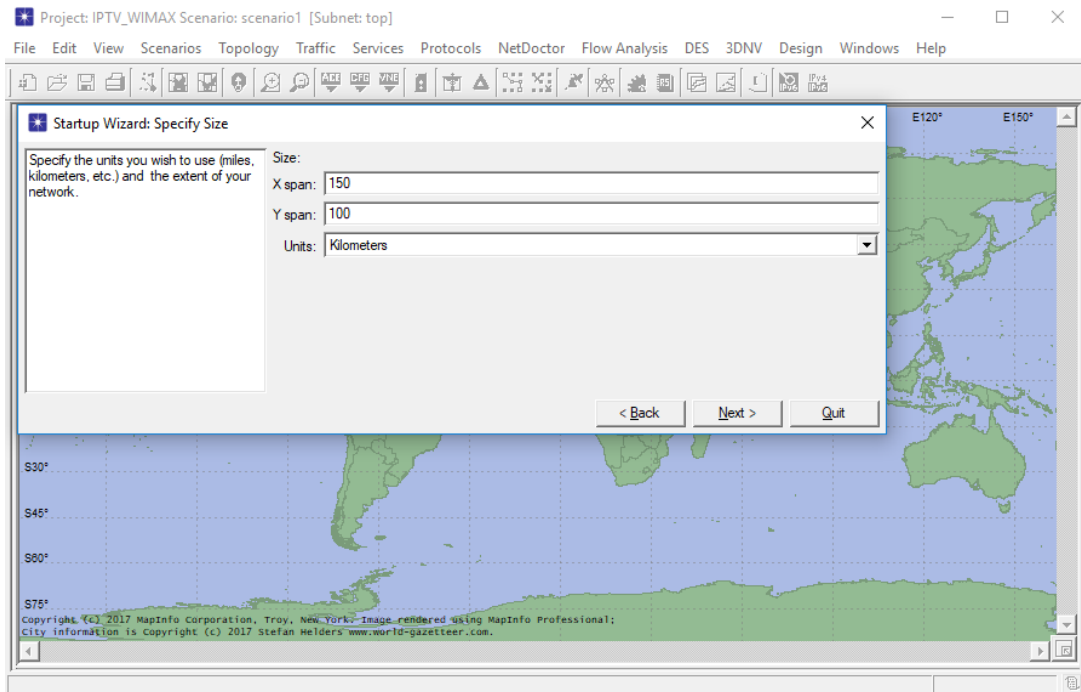 Project: IPTV_WIMAX Scenario: scenario1 [Subnet: top]
File Edit View Scenarios Topology Traffic Services Protocols NetDoctor Flow Analysis DES 3DNV Design Windows Help
Startup Wizard: Specify Size
E120° E150°
Specify the units you wish to use (miles,
kilometers, etc.) and the extent of your
network.
Size:
X span: 150
Y span: 100
Units: Kilometers
< Back Next > Quit
S30°
S45°
S60°
S75°
Copyright (c) 2017 MapInfo Corporation, Troy, New York. Image rendered using MapInfo Professional;
City information is Copyright (c) 2017 Stefan Helders www.world-gazetteer.com.